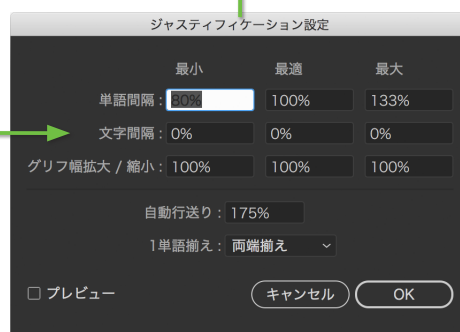 ジャスティフィケーション設定
最小 最適 最大
単語間隔 : 80% 100% 133%
文字間隔 : 0% 0% 0%
グリフ幅拡大 / 縮小 : 100% 100% 100%
自動行送り : 175%
1単語揃え : 両端揃え
プレビュー キャンセル OK